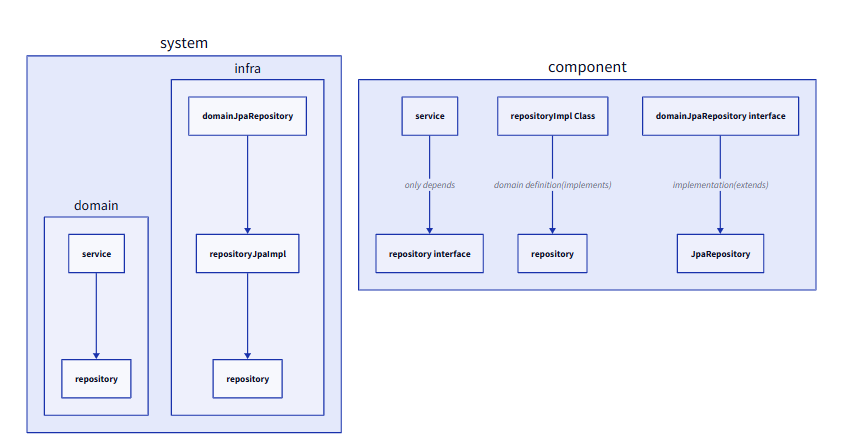 system
infra
domainJpaRepository
repositoryJpaImpl
repository
domain
service
repository
component
service
repositoryImpl Class
domainJpaRepository interface
only depends
domain definition(implements)
implementation(extends)
repository interface
repository
JpaRepository